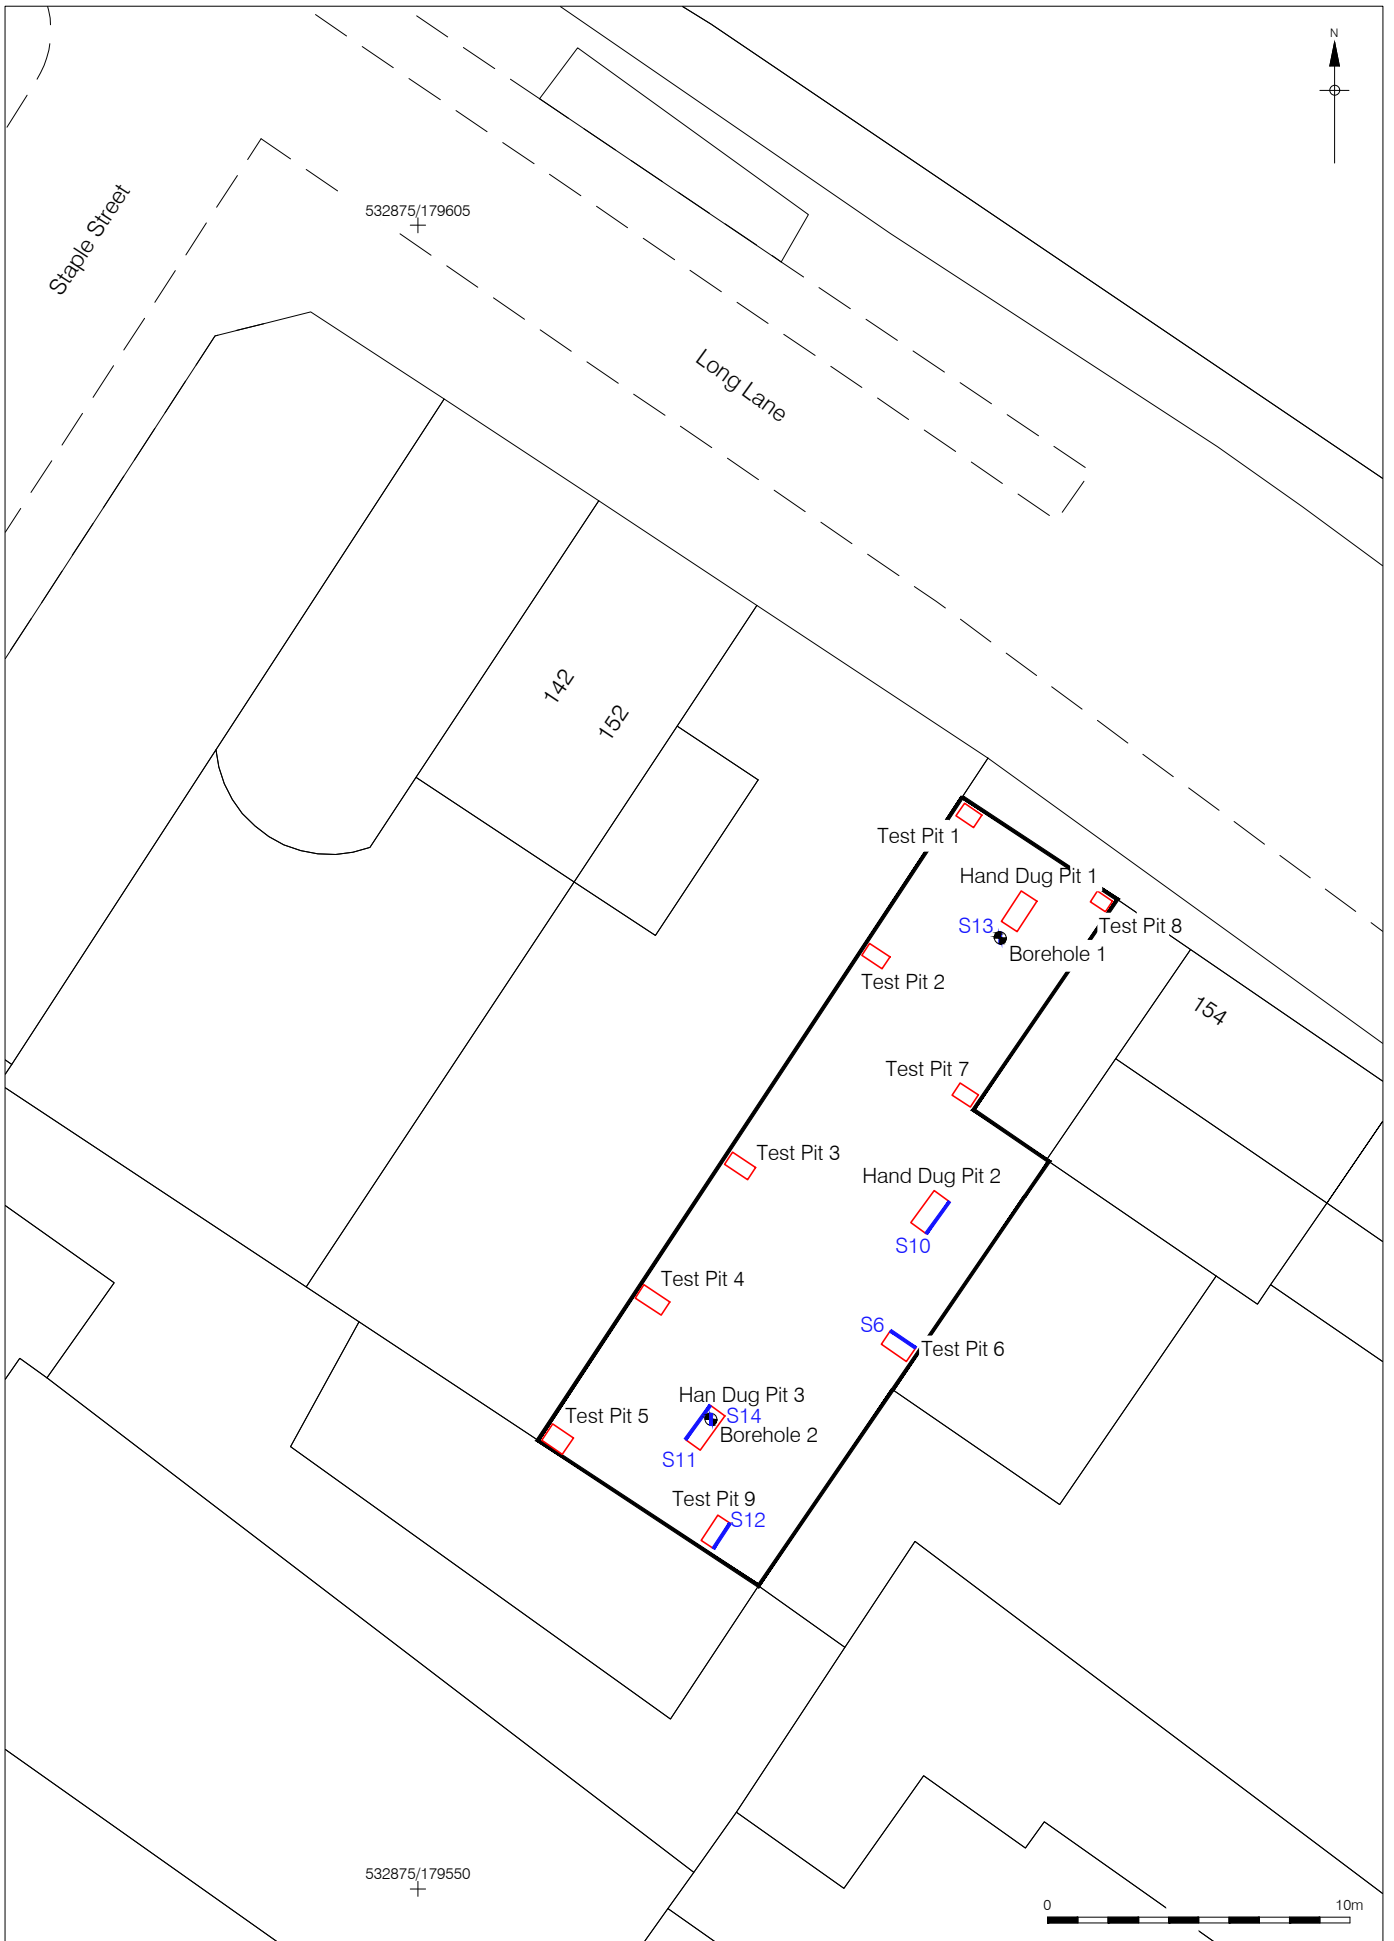 N
Staple Street
532875/179605
Long Lane
142
152
Test Pit 1
Hand Dug Pit 1
S13
Test Pit 8
Borehole 1
Test Pit 2
154
Test Pit 7
Test Pit 3
Hand Dug Pit 2
S10
Test Pit 4
S6
Test Pit 6
Han Dug Pit 3
Test Pit 5
S14
Borehole 2
S11
Test Pit 9
S12
532875/179550
0 10m